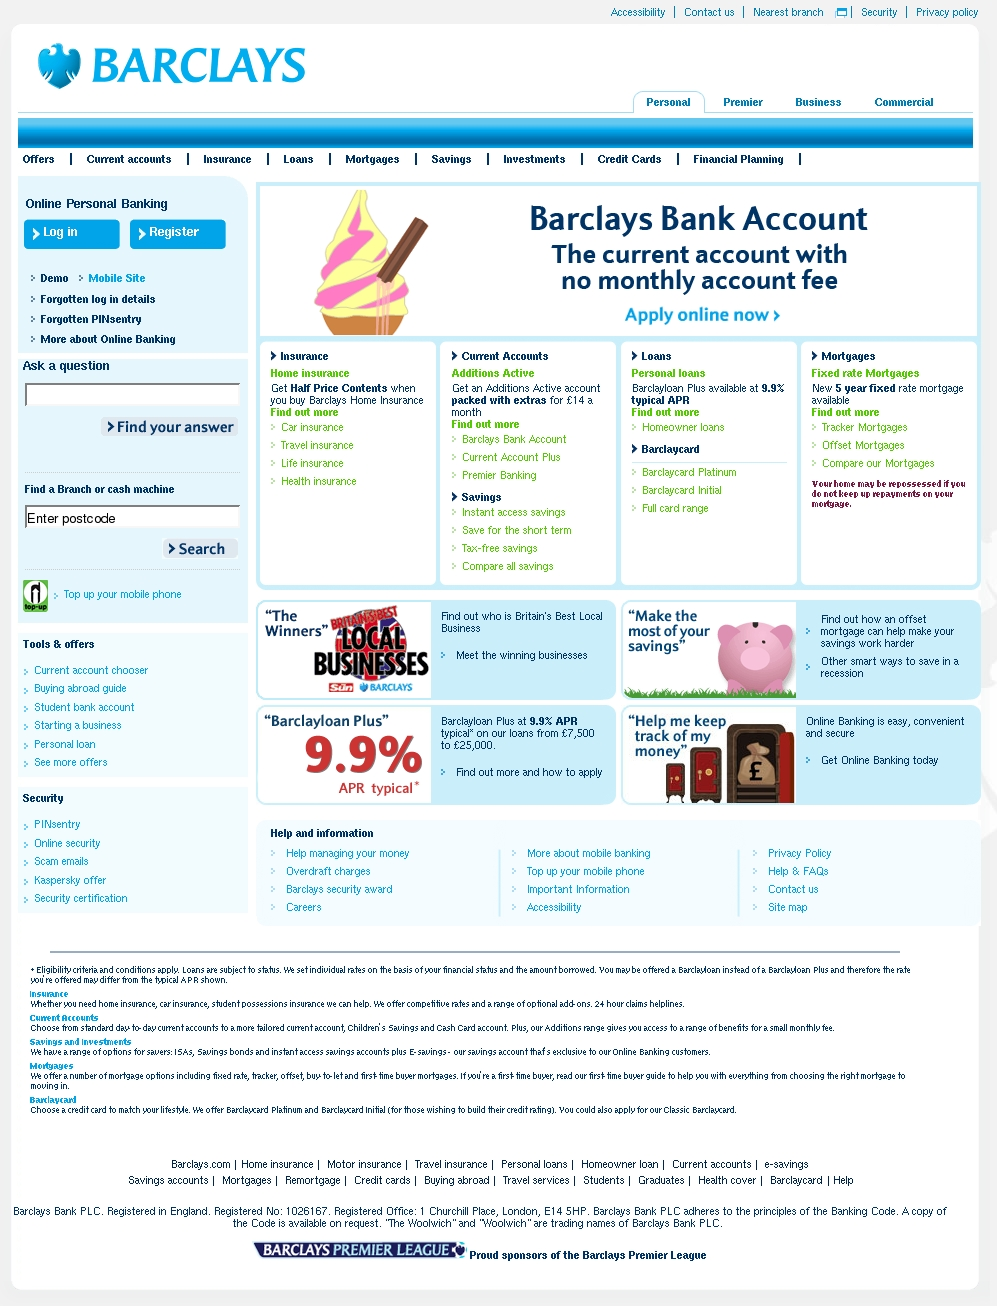 Accessibility | Contact us | Nearest branch | Security | Privacy policy
BARCLAYS
Personal Premier Business Commercial
Offers | Current accounts | Insurance | Loans | Mortgages | Savings | Investments | Credit Cards | Financial Planning |
Online Personal Banking
Log in Register
Demo Mobile Site
Forgotten log in details
Forgotten PINsentry
More about Online Banking
Ask a question
Find your answer
Find a Branch or cash machine
Enter postcode
Search
top-up
Top up your mobile phone
Tools & offers
Current account chooser
Buying abroad guide
Student bank account
Starting a business
Personal loan
See more offers
Security
PINsentry
Online security
Scam emails
Kaspersky offer
Security certification
Barclays Bank Account
The current account with
no monthly account fee
Apply online now ›
Insurance
Home insurance
Get Half Price Contents when
you buy Barclays Home Insurance
Find out more
Car insurance
Travel insurance
Life insurance
Health insurance
Current Accounts
Additions Active
Get an Additions Active account
packed with extras for £14 a
month
Find out more
Barclays Bank Account
Current Account Plus
Premier Banking
Savings
Instant access savings
Save for the short term
Tax-free savings
Compare all savings
Loans
Personal loans
Barclayloan Plus available at 9.9%
typical APR
Find out more
Homeowner loans
Barclaycard
Barclaycard Platinum
Barclaycard Initial
Full card range
Mortgages
Fixed rate Mortgages
New 5 year fixed rate mortgage
available
Find out more
Tracker Mortgages
Offset Mortgages
Compare our Mortgages
Your home may be repossessed if you
do not keep up repayments on your
mortgage.
“The
Winners”
BRITAIN'S BEST
LOCAL
BUSINESSES
Sun BARCLAYS
Find out who is Britain's Best Local
Business
Meet the winning businesses
“Make the
most of your
savings”
Find out how an offset
mortgage can help make your
savings work harder
Other smart ways to save in a
recession
“Barclayloan Plus”
9.9%
APR typical*
Barclayloan Plus at 9.9% APR
typical* on our loans from £7,500
to £25,000.
Find out more and how to apply
“Help me keep
track of my
money”
£
Online Banking is easy, convenient
and secure
Get Online Banking today
Help and information
Help managing your money
Overdraft charges
Barclays security award
Careers
More about mobile banking
Top up your mobile phone
Important Information
Accessibility
Privacy Policy
Help & FAQs
Contact us
Site map
* Eligibility criteria and conditions apply. Loans are subject to status. We set individual rates on the basis of your financial status and the amount borrowed. You may be offered a Barclayloan instead of a Barclayloan Plus and therefore the rate
you're offered may differ from the typical APR shown.
Insurance
Whether you need home insurance, car insurance, student possessions insurance we can help. We offer competitive rates and a range of optional add-ons. 24 hour claims helplines.
Current Accounts
Choose from standard day-to-day current accounts to a more tailored current account, Children's Savings and Cash Card account. Plus, our Additions range gives you access to a range of benefits for a small monthly fee.
Savings and Investments
We have a range of options for savers: ISAs, Savings bonds and instant access savings accounts plus E-savings - our savings account that's exclusive to our Online Banking customers.
Mortgages
We offer a number of mortgage options including fixed rate, tracker, offset, buy-to-let and first-time buyer mortgages. If you're a first-time buyer, read our first-time buyer guide to help you with everything from choosing the right mortgage to
moving in.
Barclaycard
Choose a credit card to match your lifestyle. We offer Barclaycard Platinum and Barclaycard Initial (for those wishing to build their credit rating). You could also apply for our Classic Barclaycard.
Barclays.com | Home insurance | Motor insurance | Travel insurance | Personal loans | Homeowner loan | Current accounts | e-savings
Savings accounts | Mortgages | Remortgage | Credit cards | Buying abroad | Travel services | Students | Graduates | Health cover | Barclaycard | Help
Barclays Bank PLC. Registered in England. Registered No: 1026167. Registered Office: 1 Churchill Place, London, E14 5HP. Barclays Bank PLC adheres to the principles of the Banking Code. A copy of
the Code is available on request. "The Woolwich" and "Woolwich" are trading names of Barclays Bank PLC.
BARCLAYS PREMIER LEAGUE Proud sponsors of the Barclays Premier League